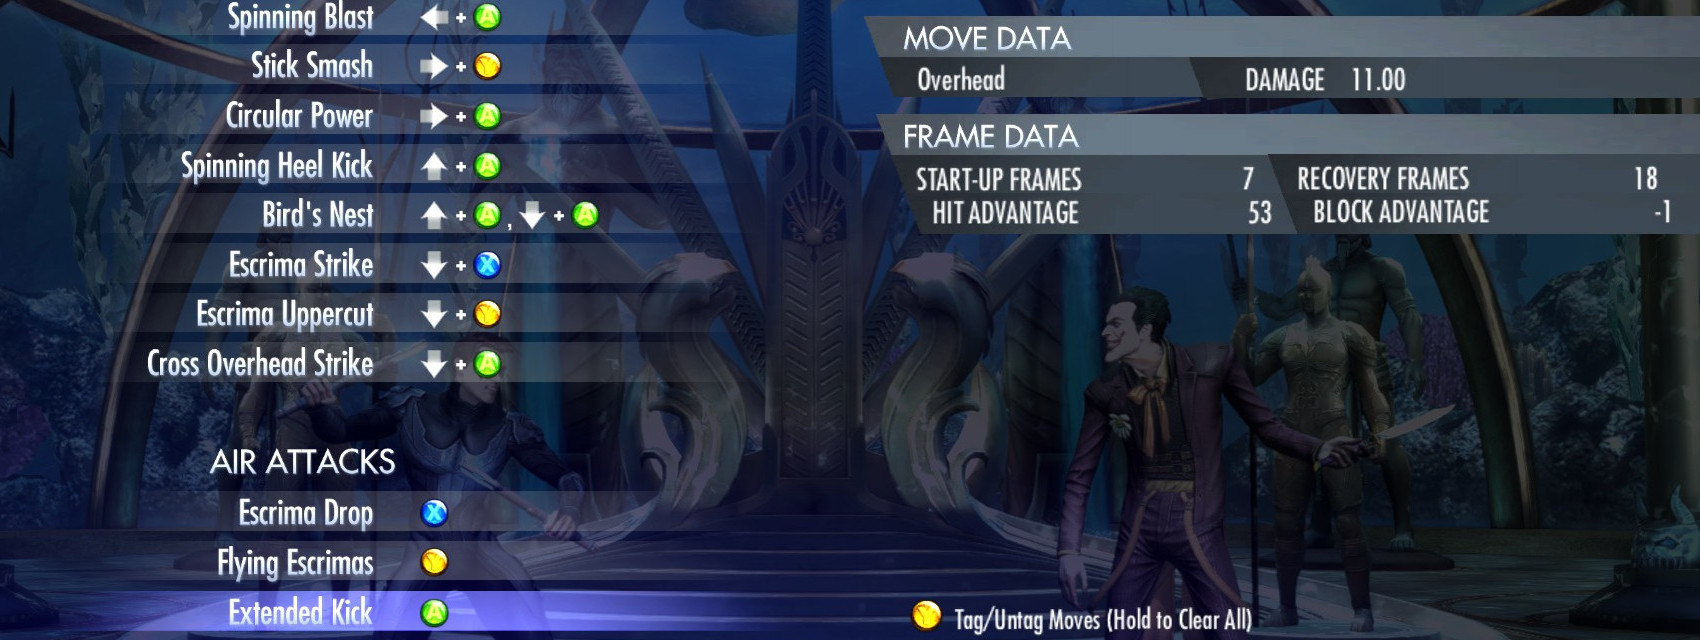 Spinning Blast + A
Stick Smash + Y
Circular Power + A
Spinning Heel Kick + A
Bird's Nest + A , + A
Escrima Strike + X
Escrima Uppercut + Y
Cross Overhead Strike + A
AIR ATTACKS
Escrima Drop X
Flying Escrimas Y
Extended Kick A
MOVE DATA
Overhead DAMAGE 11.00
FRAME DATA
START-UP FRAMES 7 RECOVERY FRAMES 18
HIT ADVANTAGE 53 BLOCK ADVANTAGE -1
Y Tag/Untag Moves (Hold to Clear All)